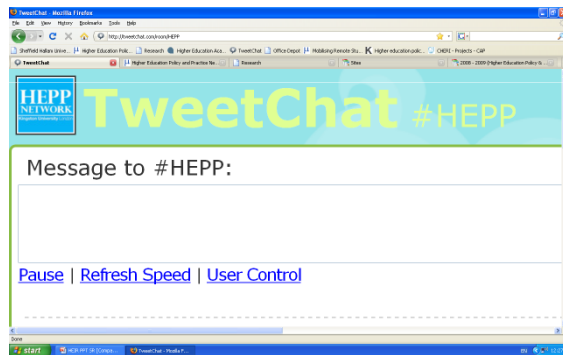 TweetChat - Mozilla Firefox
File Edit View History Bookmarks Tools Help
http://tweetchat.com/room/HEPP
Sheffield Hallam Unive... Higher Education Polic... Research Higher Education Aca... TweetChat Office Depot Mobilising Remote Stu... Higher education polic... CHERI - Projects - CAP
TweetChat Higher Education Policy and Practice Ne... Research Sites 2008 - 2009 (Higher Education Policy &...
HEPP
NETWORK
TweetChat #HEPP
Message to #HEPP:
Pause | Refresh Speed | User Control
Done
start TweetChat - Mozilla F... EN